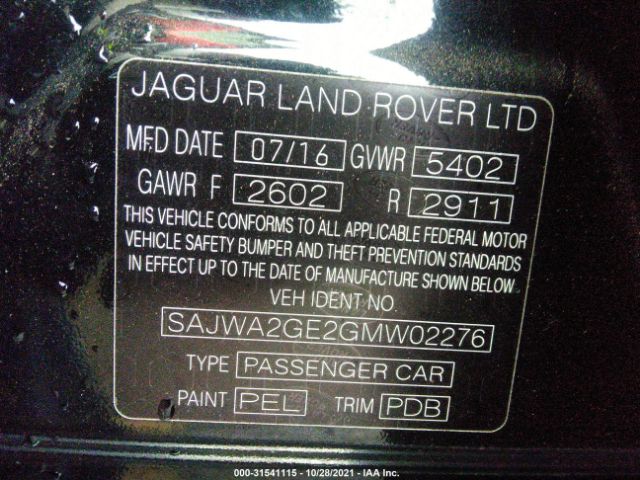 JAGUAR LAND ROVER LTD
MFD DATE 07/16 GVWR 5402
GAWR F 2602 R 2911
THIS VEHICLE CONFORMS TO ALL APPLICABLE FEDERAL MOTOR
VEHICLE SAFETY BUMPER AND THEFT PREVENTION STANDARDS
IN EFFECT UP TO THE DATE OF MANUFACTURE SHOWN BELOW
VEH IDENT NO.
SAJWA2GE2GMW02276
TYPE PASSENGER CAR
PAINT PEL TRIM PDB
000-31541115 - 10/28/2021 - IAA Inc.